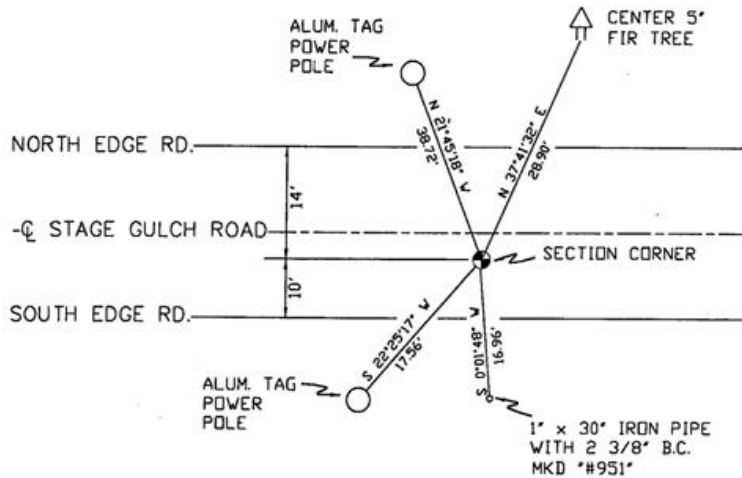 ALUM. TAG
POWER
POLE
CENTER 5"
FIR TREE
N 21°45'18" W
38.72'
N 37°41'32" E
28.90'
NORTH EDGE RD.
14'
-℄ STAGE GULCH ROAD
SECTION CORNER
10'
SOUTH EDGE RD.
S 22°25'17" W
17.56'
S 0°01'48" W
16.96'
ALUM. TAG
POWER
POLE
1" x 30" IRON PIPE
WITH 2 3/8" B.C.
MKD "#951"